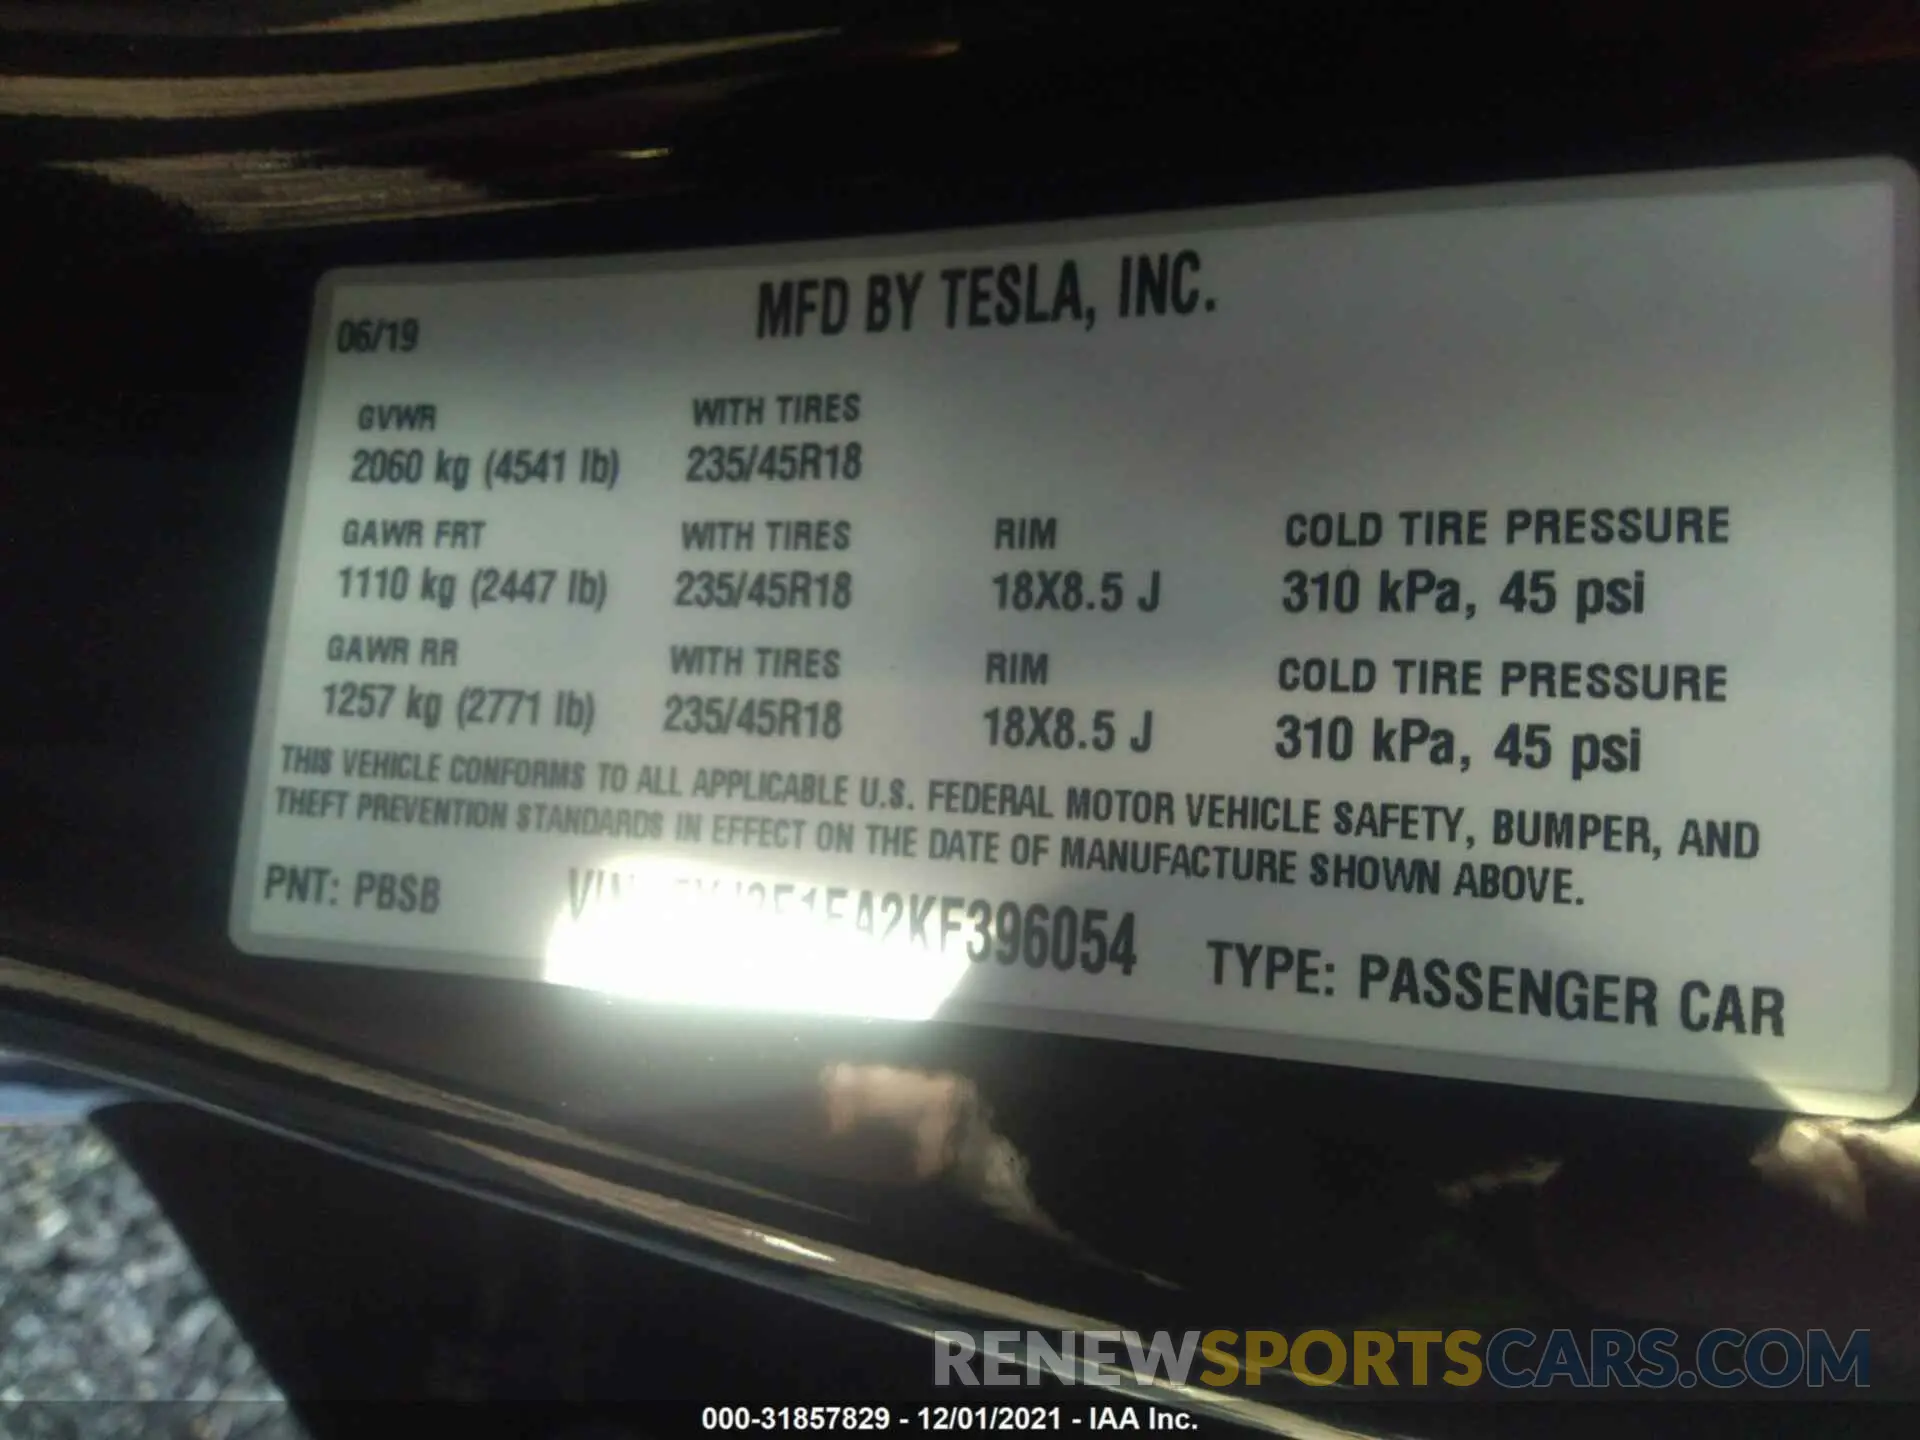 06/19 MFD BY TESLA, INC.
GVWR WITH TIRES
2060 kg (4541 lb) 235/45R18
GAWR FRT WITH TIRES RIM COLD TIRE PRESSURE
1110 kg (2447 lb) 235/45R18 18X8.5 J 310 kPa, 45 psi
GAWR RR WITH TIRES RIM COLD TIRE PRESSURE
1257 kg (2771 lb) 235/45R18 18X8.5 J 310 kPa, 45 psi
THIS VEHICLE CONFORMS TO ALL APPLICABLE U.S. FEDERAL MOTOR VEHICLE SAFETY, BUMPER, AND
THEFT PREVENTION STANDARDS IN EFFECT ON THE DATE OF MANUFACTURE SHOWN ABOVE.
PNT: PBSB TYPE: PASSENGER CAR
RENEWSPORTSCARS.COM
000-31857829 - 12/01/2021 - IAA Inc.